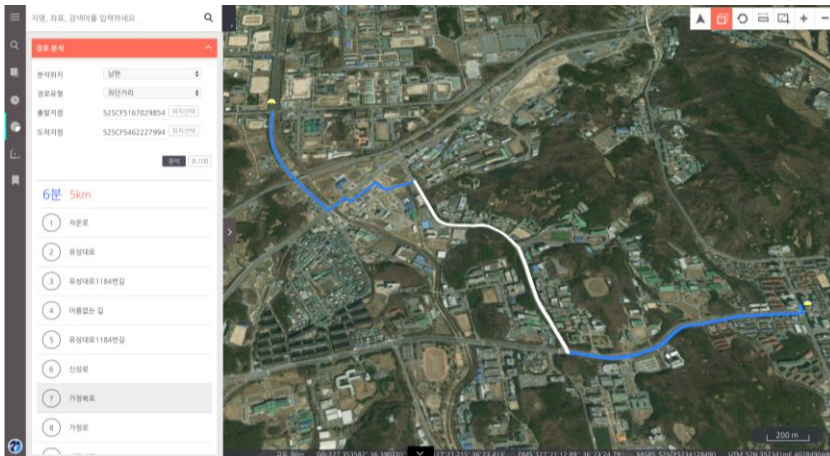 지명, 좌표, 검색어를 입력하세요.
경로 분석
분석위치
남한
경로유형
최단거리
출발지점 52SCF5167029854 위치선택
도착지점 52SCF5462227994 위치선택
분석 초기화
6분 5km
1 자운로
2 유성대로
3 유성대로1184번길
4 이름없는 길
5 유성대로1184번길
6 신성로
7 가정북로
8 가정로
200 m